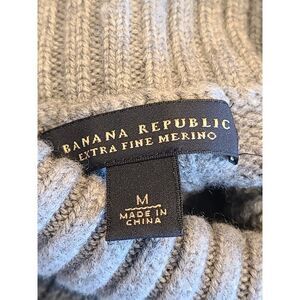 BANANA REPUBLIC
EXTRA FINE MERINO
M
MADE IN
CHINA